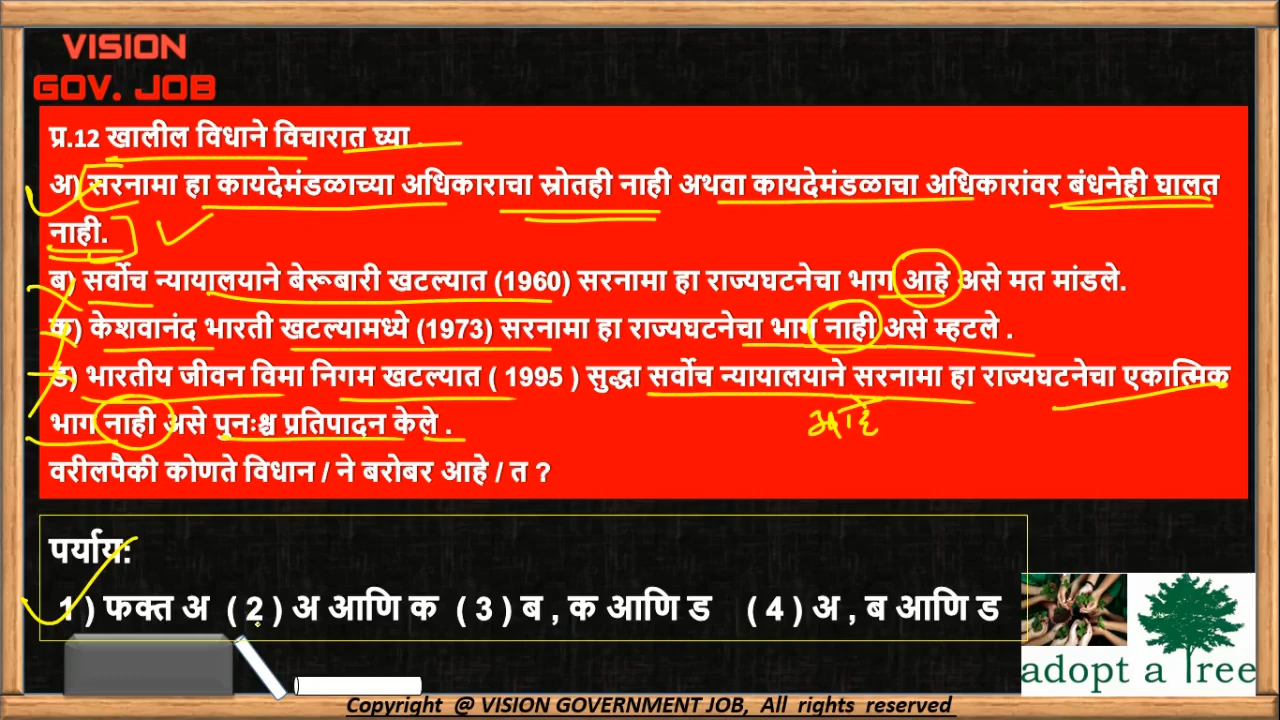 VISION
GOV. JOB
प्र.12 खालील विधाने विचारात घ्या .
अ) सरनामा हा कायदेमंडळाच्या अधिकाराचा स्रोतही नाही अथवा कायदेमंडळाचा अधिकारांवर बंधनेही घालत
नाही.
ब) सर्वोच न्यायालयाने बेरूबारी खटल्यात (1960) सरनामा हा राज्यघटनेचा भाग आहे असे मत मांडले.
क) केशवानंद भारती खटल्यामध्ये (1973) सरनामा हा राज्यघटनेचा भाग नाही असे म्हटले .
ड) भारतीय जीवन विमा निगम खटल्यात ( 1995 ) सुद्धा सर्वोच न्यायालयाने सरनामा हा राज्यघटनेचा एकात्मिक
भाग नाही असे पुनःश्च प्रतिपादन केले .
आहे
वरीलपैकी कोणते विधान / ने बरोबर आहे / त ?
पर्याय:
1 ) फक्त अ ( 2 ) अ आणि क ( 3 ) ब , क आणि ड ( 4 ) अ , ब आणि ड
adopt a Tree
Copyright @ VISION GOVERNMENT JOB, All rights reserved